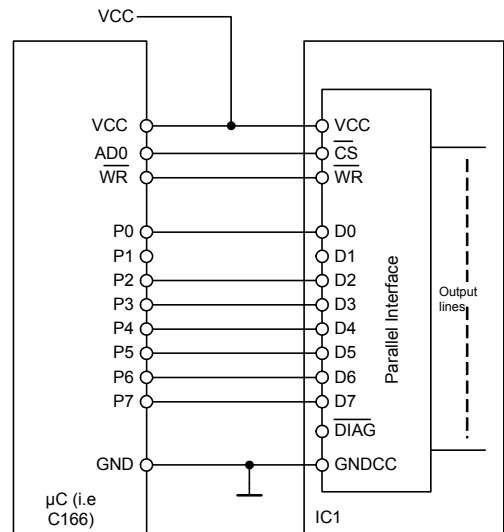 VCC
VCC VCC
AD0 CS
WR WR
P0 D0
P1 D1
P2 D2
P3 D3
P4 D4
P5 D5
P6 D6
P7 D7
DIAG
GND GNDCC
Parallel Interface
Output
lines
µC (i.e
C166)
IC1